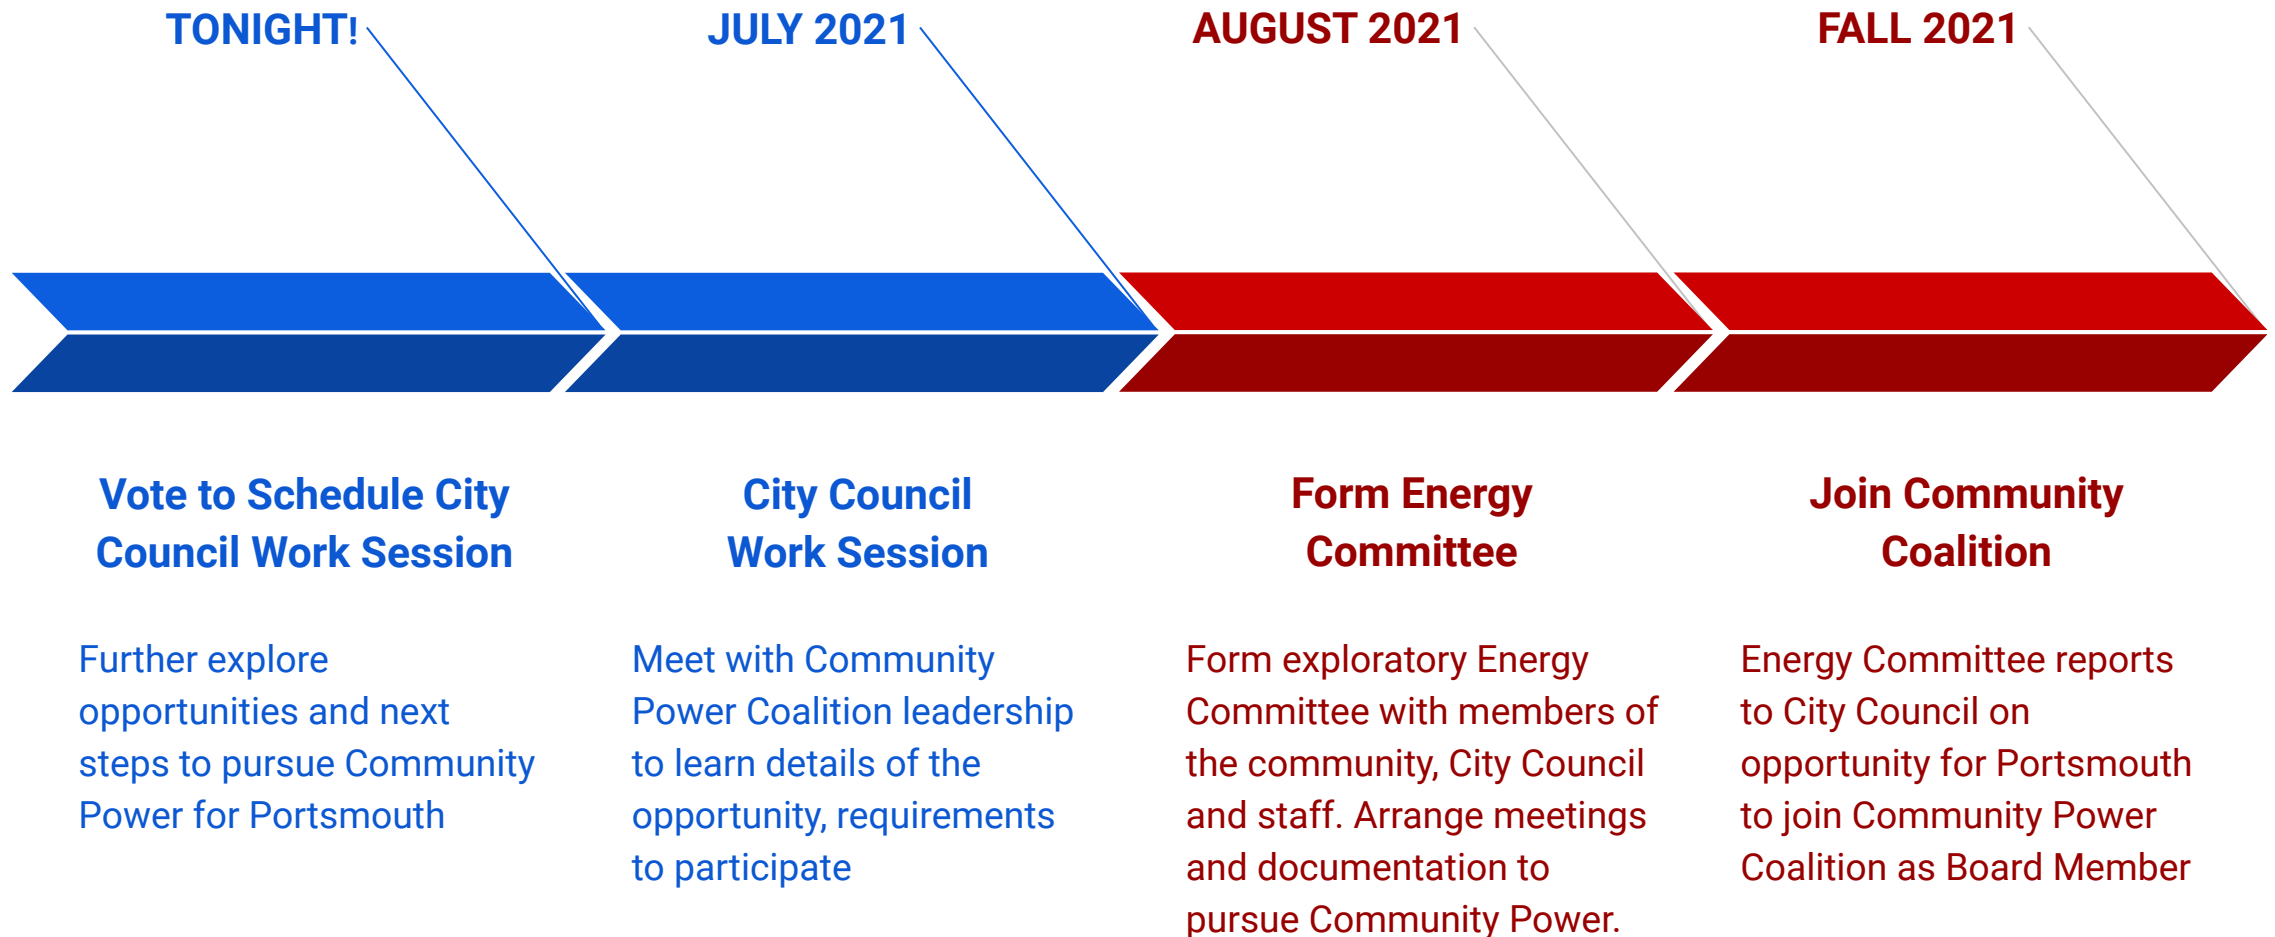 TONIGHT!
JULY 2021
AUGUST 2021
FALL 2021
Vote to Schedule City
Council Work Session
Further explore
opportunities and next
steps to pursue Community
Power for Portsmouth
City Council
Work Session
Meet with Community
Power Coalition leadership
to learn details of the
opportunity, requirements
to participate
Form Energy
Committee
Form exploratory Energy
Committee with members of
the community, City Council
and staff. Arrange meetings
and documentation to
pursue Community Power.
Join Community
Coalition
Energy Committee reports
to City Council on
opportunity for Portsmouth
to join Community Power
Coalition as Board Member